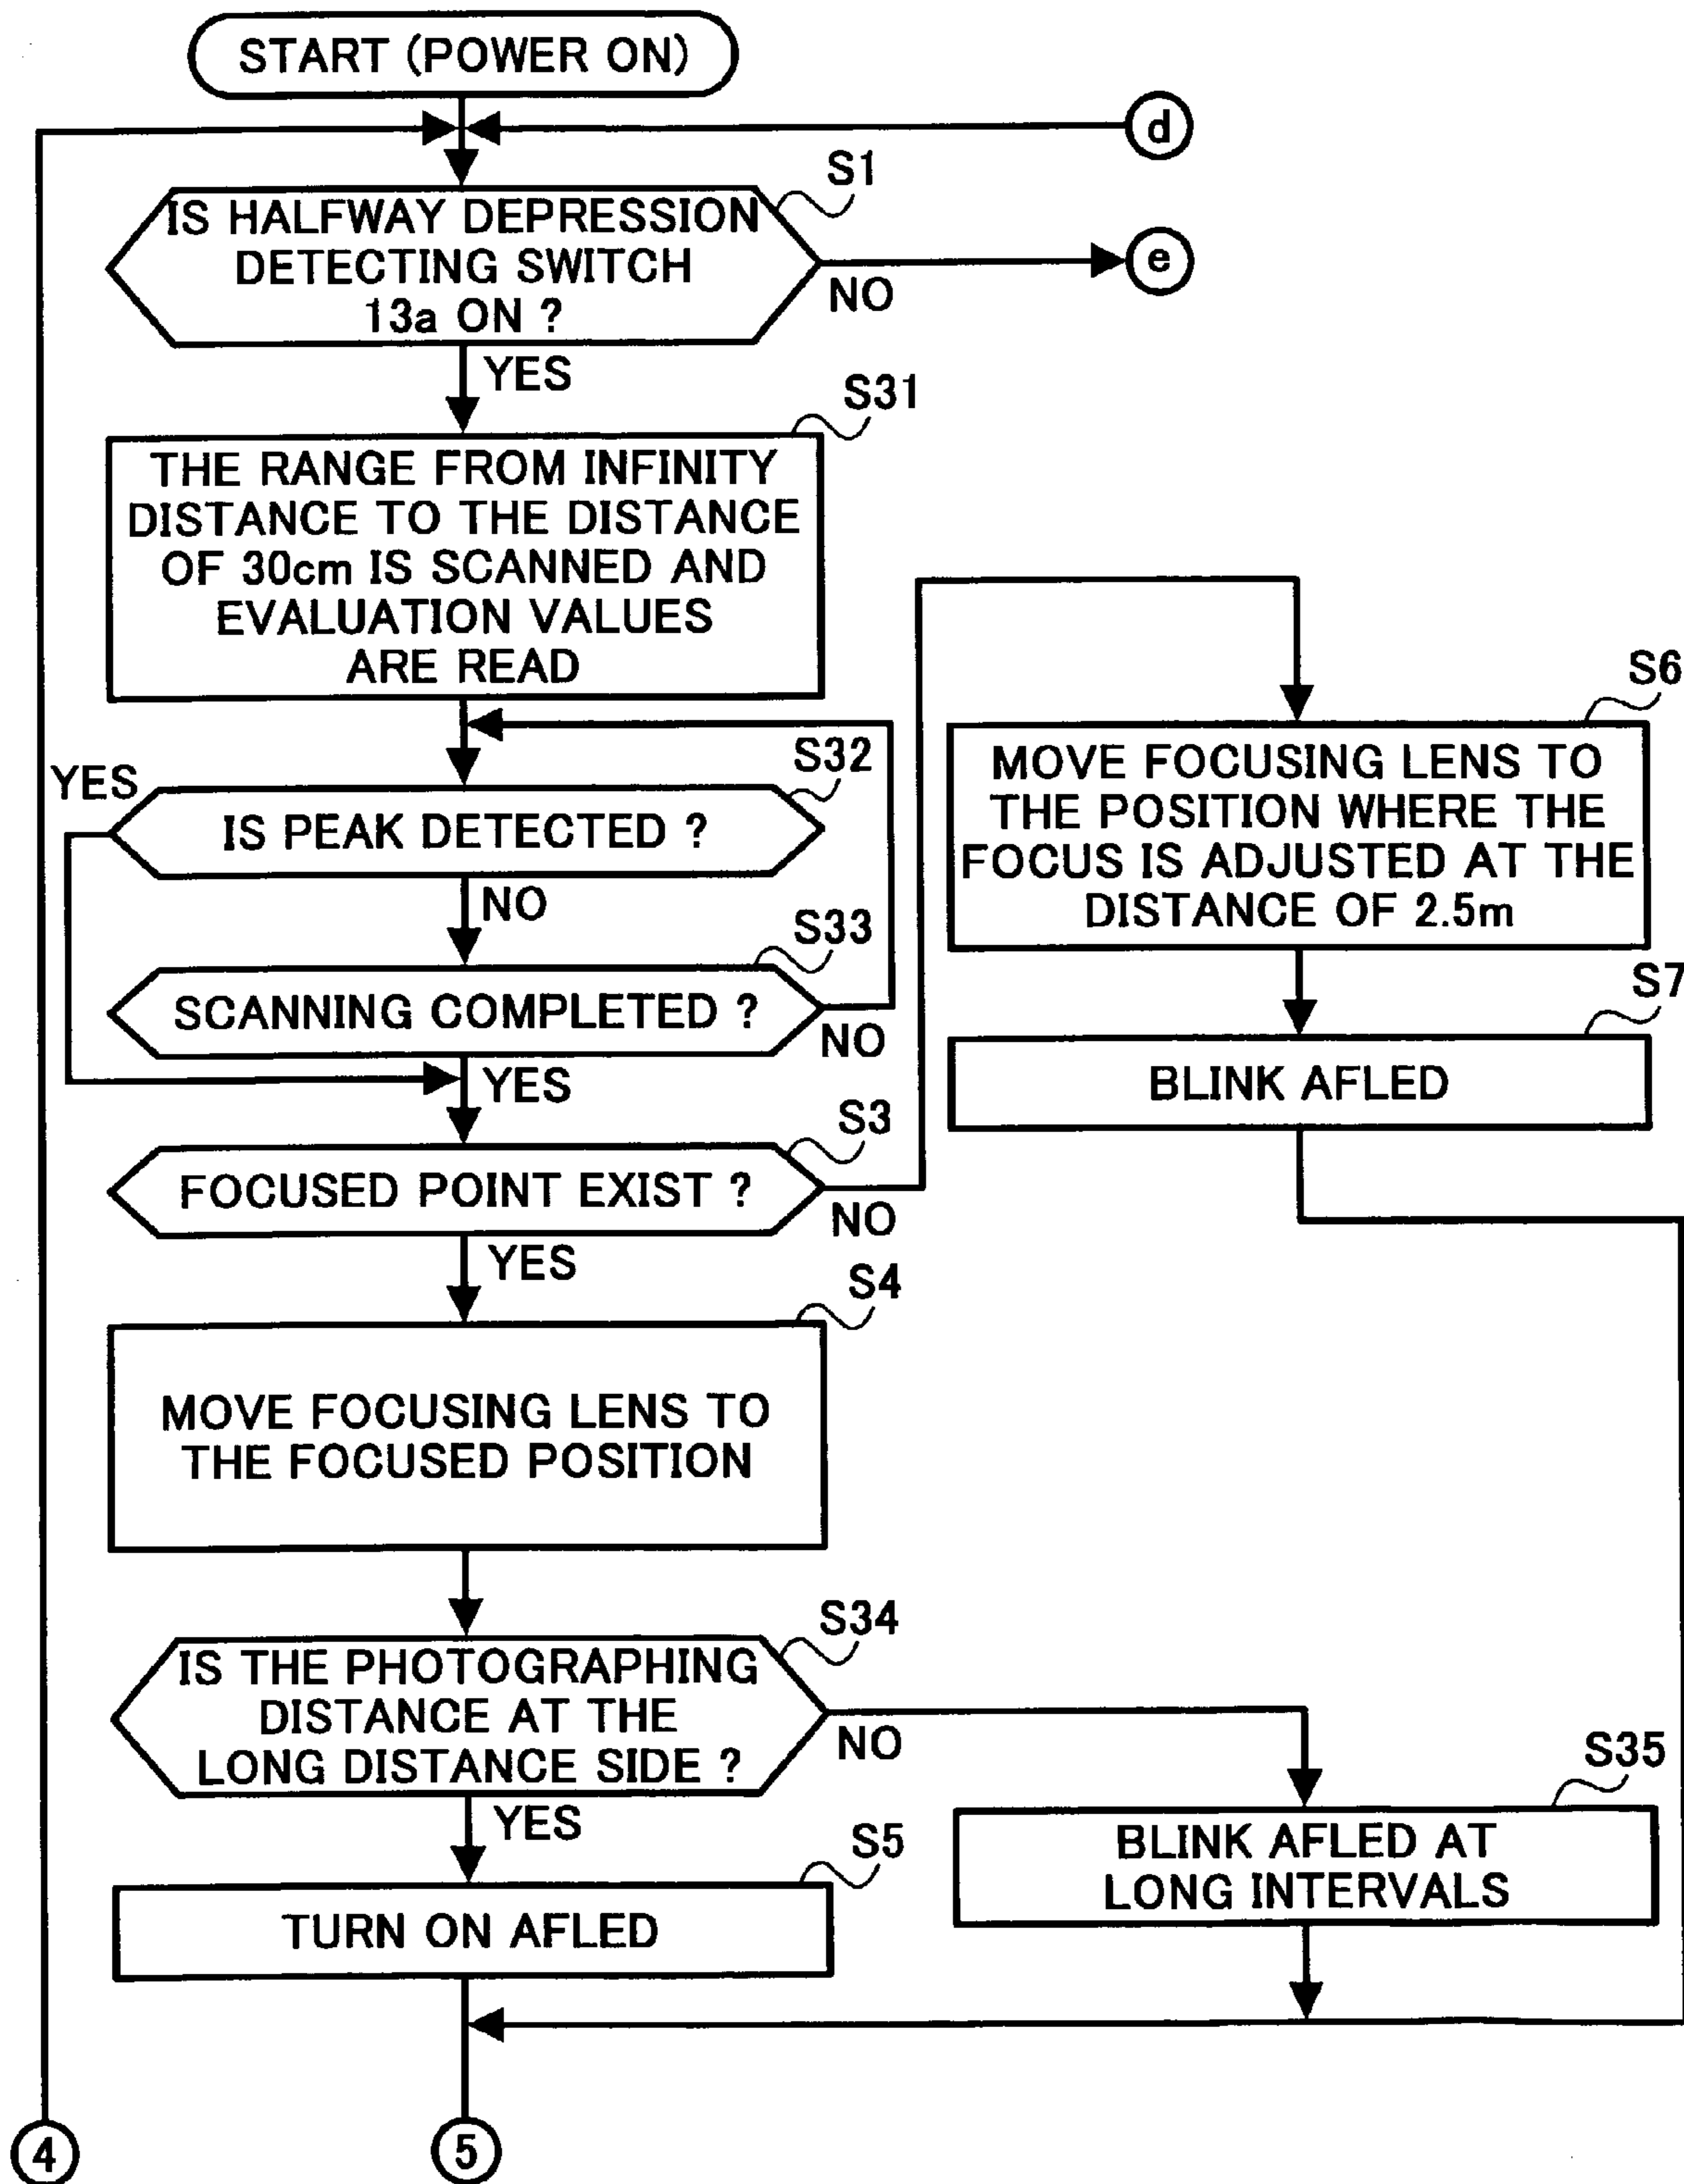 START (POWER ON)
d
S1
IS HALFWAY DEPRESSION
DETECTING SWITCH
13a ON ?
NO
e
YES
S31
THE RANGE FROM INFINITY
DISTANCE TO THE DISTANCE
OF 30cm IS SCANNED AND
EVALUATION VALUES
ARE READ
S32
YES
IS PEAK DETECTED ?
NO
S33
SCANNING COMPLETED ?
NO
YES
S3
FOCUSED POINT EXIST ?
NO
YES
S6
MOVE FOCUSING LENS TO
THE POSITION WHERE THE
FOCUS IS ADJUSTED AT THE
DISTANCE OF 2.5m
S7
BLINK AFLED
S4
MOVE FOCUSING LENS TO
THE FOCUSED POSITION
S34
IS THE PHOTOGRAPHING
DISTANCE AT THE
LONG DISTANCE SIDE ?
NO
YES
S35
BLINK AFLED AT
LONG INTERVALS
S5
TURN ON AFLED
4
5